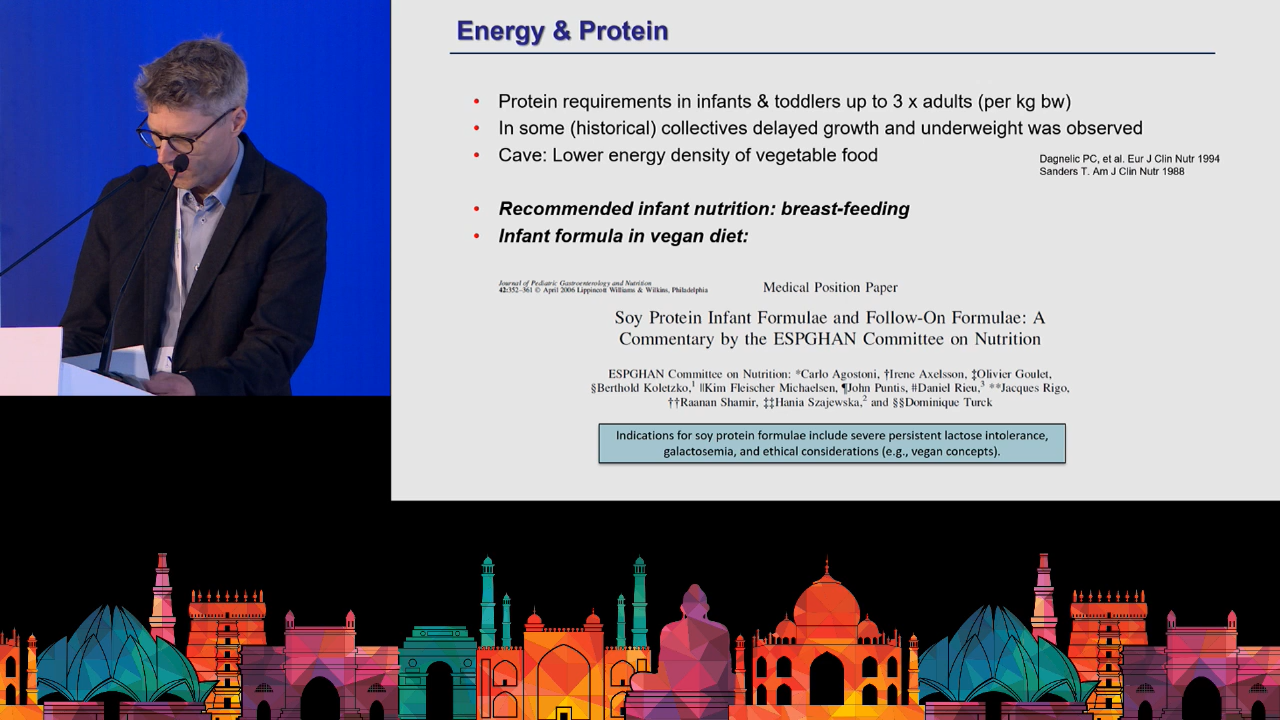 Energy & Protein
• Protein requirements in infants & toddlers up to 3 x adults (per kg bw)
• In some (historical) collectives delayed growth and underweight was observed
• Cave: Lower energy density of vegetable food
Dagnelic PC, et al. Eur J Clin Nutr 1994
Sanders T. Am J Clin Nutr 1988
• Recommended infant nutrition: breast-feeding
• Infant formula in vegan diet:
Journal of Pediatric Gastroenterology and Nutrition
42:352–361 © April 2006 Lippincott Williams & Wilkins, Philadelphia
Medical Position Paper
Soy Protein Infant Formulae and Follow-On Formulae: A
Commentary by the ESPGHAN Committee on Nutrition
ESPGHAN Committee on Nutrition: *Carlo Agostoni, †Irene Axelsson, ‡Olivier Goulet,
§Berthold Koletzko,1 ||Kim Fleischer Michaelsen, ¶John Puntis, #Daniel Rieu,3 **Jacques Rigo,
††Raanan Shamir, ‡‡Hania Szajewska,2 and §§Dominique Turck
Indications for soy protein formulae include severe persistent lactose intolerance,
galactosemia, and ethical considerations (e.g., vegan concepts).